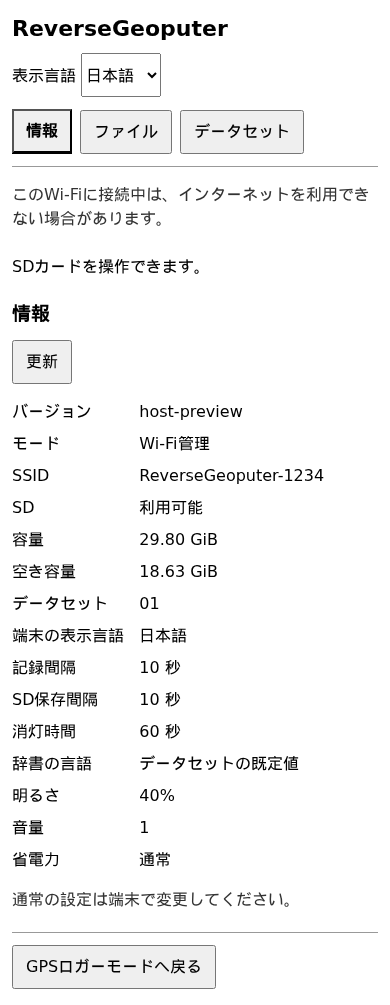 ReverseGeoputer
表示言語 日本語
情報 ファイル データセット
このWi-Fiに接続中は、インターネットを利用でき
ない場合があります。
SDカードを操作できます。
情報
更新
バージョン host-preview
モード Wi-Fi管理
SSID ReverseGeoputer-1234
SD 利用可能
容量 29.80 GiB
空き容量 18.63 GiB
データセット 01
端末の表示言語 日本語
記録間隔 10 秒
SD保存間隔 10 秒
消灯時間 60 秒
辞書の言語 データセットの既定値
明るさ 40%
音量 1
省電力 通常
通常の設定は端末で変更してください。
GPSロガーモードへ戻る